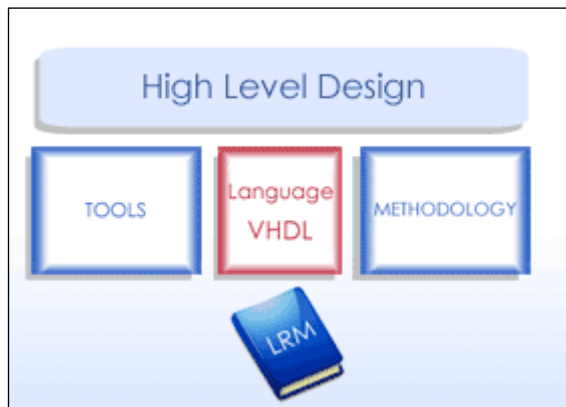 High Level Design
TOOLS
Language
VHDL
METHODOLOGY
LRM